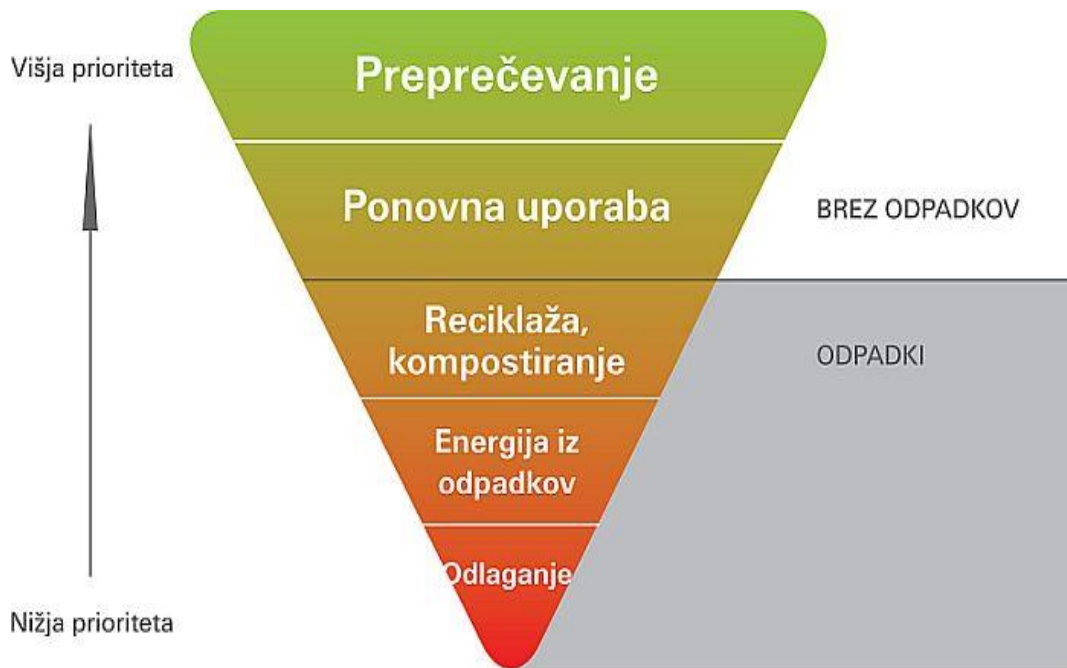 Višja prioriteta
Preprečevanje
Ponovna uporaba
BREZ ODPADKOV
Reciklaža,
kompostiranje
ODPADKI
Energija iz
odpadkov
Odlaganje
Nižja prioriteta